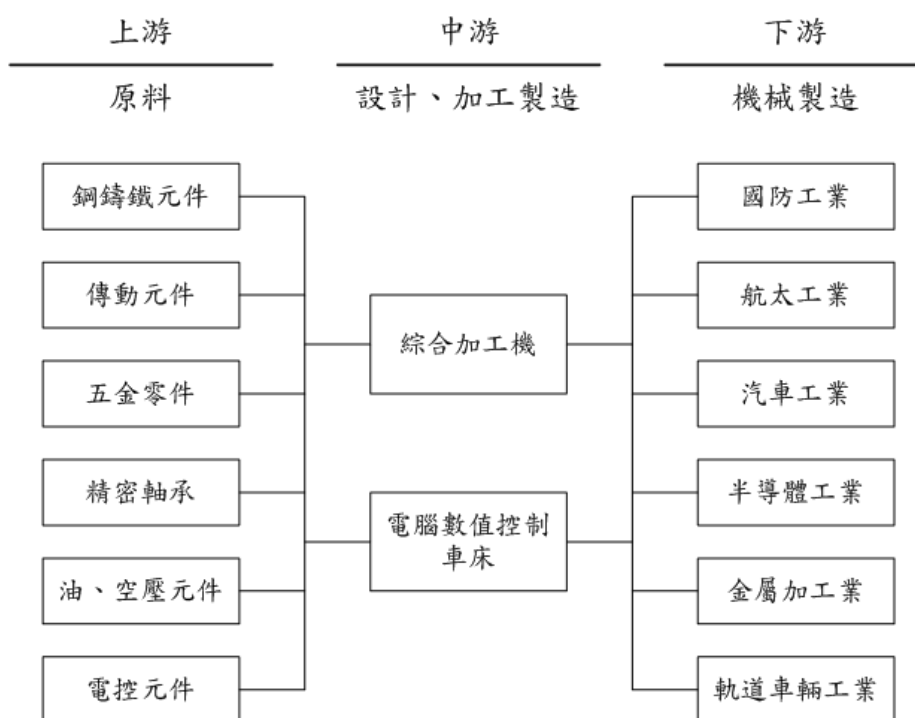 上游
中游
下游
原料
設計、加工製造
機械製造
鋼鑄鐵元件
傳動元件
五金零件
精密軸承
油、空壓元件
電控元件
綜合加工機
電腦數值控制
車床
國防工業
航太工業
汽車工業
半導體工業
金屬加工業
軌道車輛工業